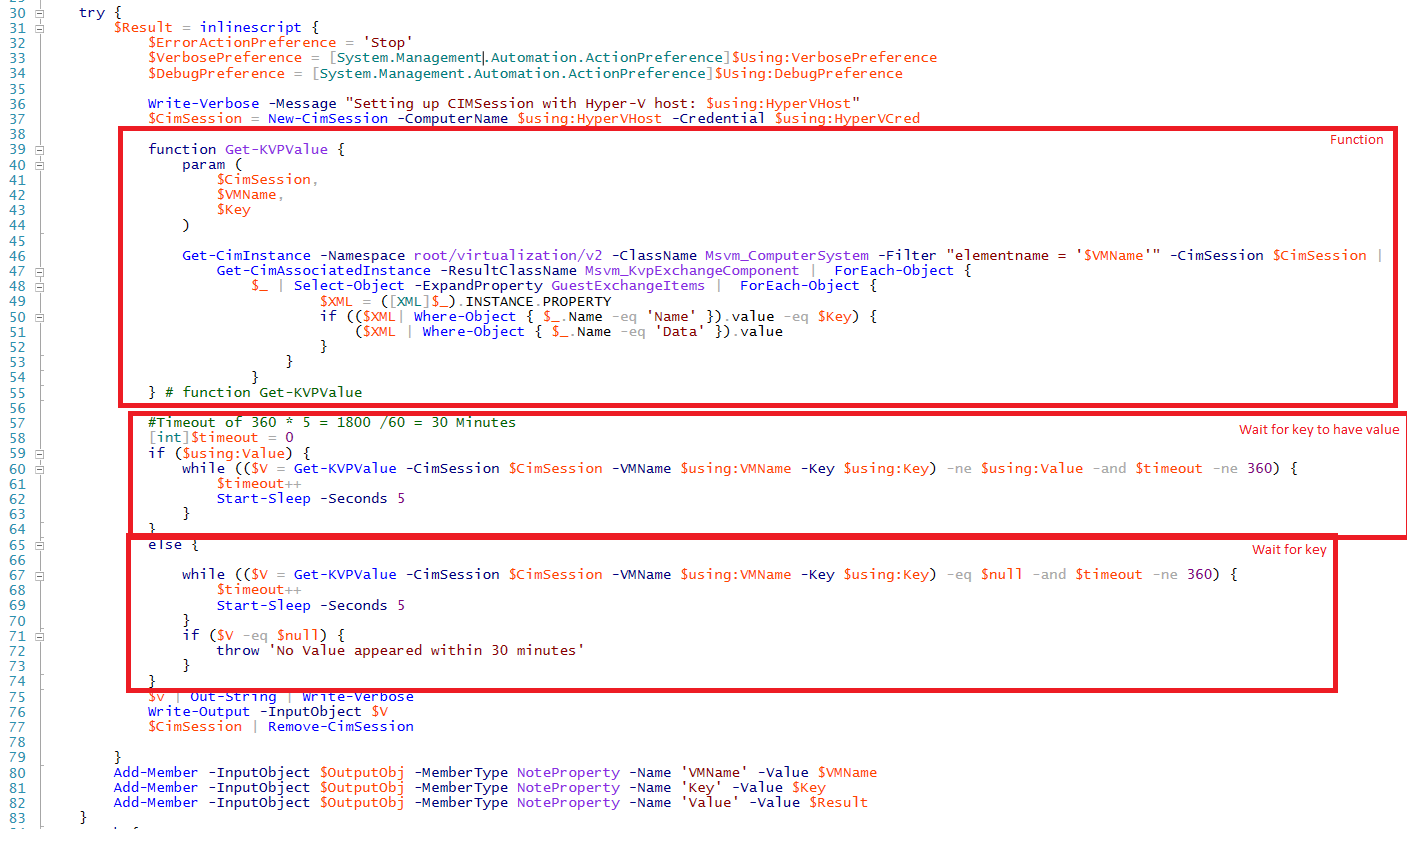 30 try {
31 $Result = inlinescript {
32 $ErrorActionPreference = 'Stop'
33 $VerbosePreference = [System.Management.Automation.ActionPreference]$Using:VerbosePreference
34 $DebugPreference = [System.Management.Automation.ActionPreference]$Using:DebugPreference
35
36 Write-Verbose -Message "Setting up CIMSession with Hyper-V host: $using:HyperVHost"
37 $CimSession = New-CimSession -ComputerName $using:HyperVHost -Credential $using:HyperVCred
38
Function
39 function Get-KVPValue {
40 param (
41 $CimSession,
42 $VMName,
43 $Key
44 )
45
46 Get-CimInstance -Namespace root/virtualization/v2 -ClassName Msvm_ComputerSystem -Filter "elementname = '$VMName'" -CimSession $CimSession |
47 Get-CimAssociatedInstance -ResultClassName Msvm_KvpExchangeComponent | ForEach-Object {
48 $_ | Select-Object -ExpandProperty GuestExchangeItems | ForEach-Object {
49 $XML = ([XML]$_).INSTANCE.PROPERTY
50 if (($XML| Where-Object { $_.Name -eq 'Name' }).value -eq $Key) {
51 ($XML | Where-Object { $_.Name -eq 'Data' }).value
52 }
53 }
54 }
55 } # function Get-KVPValue
56
57 #Timeout of 360 * 5 = 1800 /60 = 30 Minutes
Wait for key to have value
58 [int]$timeout = 0
59 if ($using:Value) {
60 while (($V = Get-KVPValue -CimSession $CimSession -VMName $using:VMName -Key $using:Key) -ne $using:Value -and $timeout -ne 360) {
61 $timeout++
62 Start-Sleep -Seconds 5
63 }
64 }
65 else {
Wait for key
66
67 while (($V = Get-KVPValue -CimSession $CimSession -VMName $using:VMName -Key $using:Key) -eq $null -and $timeout -ne 360) {
68 $timeout++
69 Start-Sleep -Seconds 5
70 }
71 if ($V -eq $null) {
72 throw 'No Value appeared within 30 minutes'
73 }
74 }
75 $V | Out-String | Write-Verbose
76 Write-Output -InputObject $V
77 $CimSession | Remove-CimSession
78
79 }
80 Add-Member -InputObject $OutputObj -MemberType NoteProperty -Name 'VMName' -Value $VMName
81 Add-Member -InputObject $OutputObj -MemberType NoteProperty -Name 'Key' -Value $Key
82 Add-Member -InputObject $OutputObj -MemberType NoteProperty -Name 'Value' -Value $Result
83 }